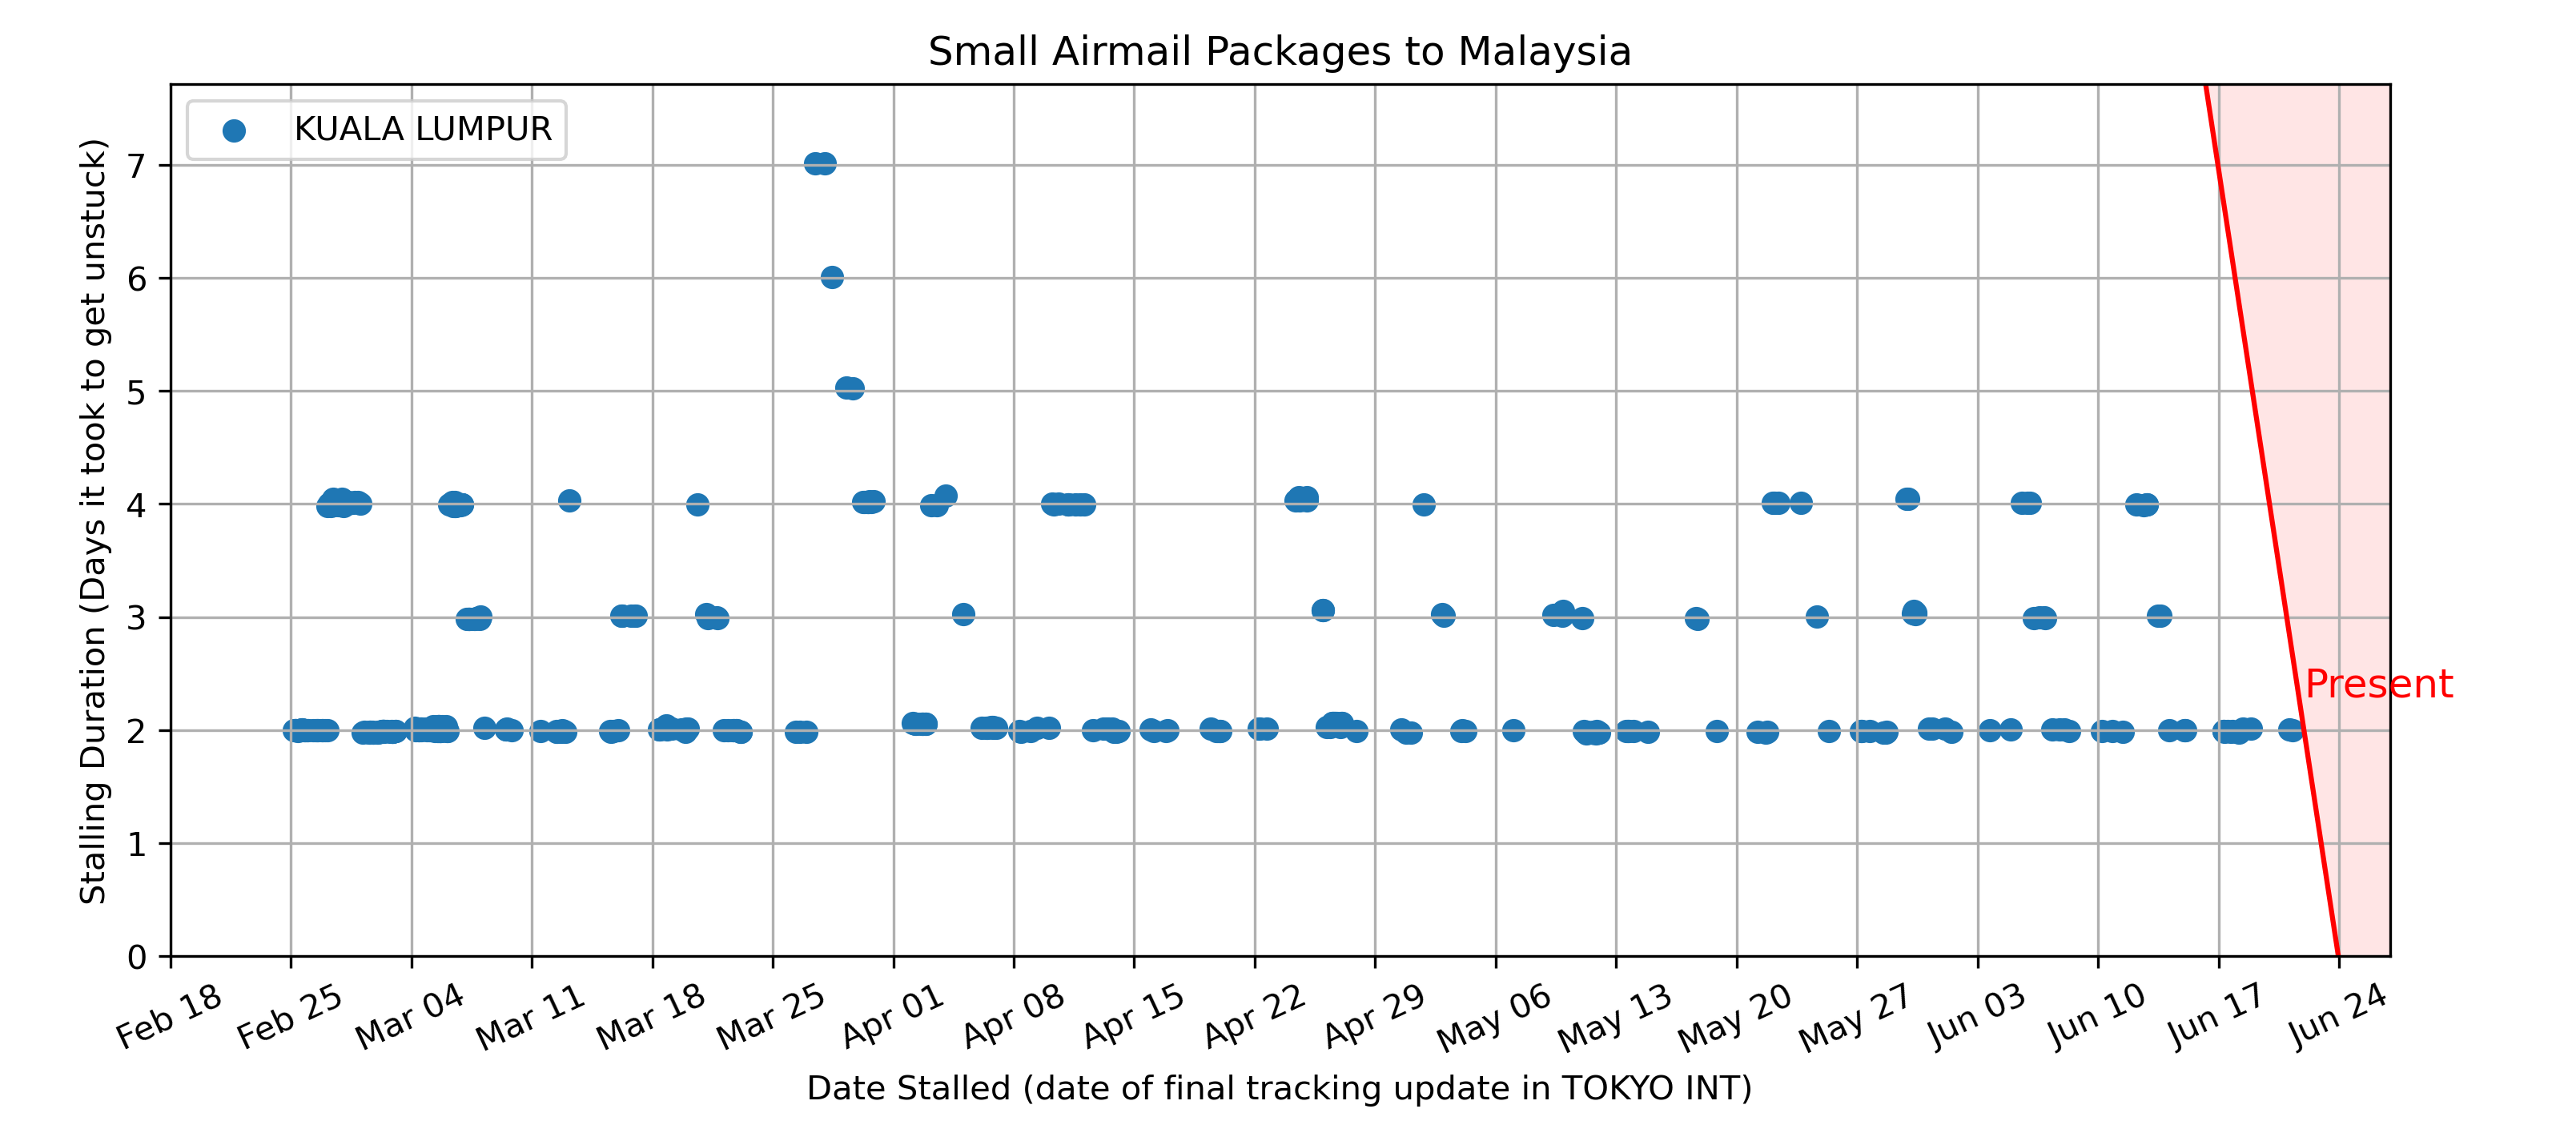 Small Airmail Packages to Malaysia
KUALA LUMPUR
Stalling Duration (Days it took to get unstuck)
7
6
5
4
3
2
1
0
Present
Feb 18
Feb 25
Mar 04
Mar 11
Mar 18
Mar 25
Apr 01
Apr 08
Apr 15
Apr 22
Apr 29
May 06
May 13
May 20
May 27
Jun 03
Jun 10
Jun 17
Jun 24
Date Stalled (date of final tracking update in TOKYO INT)